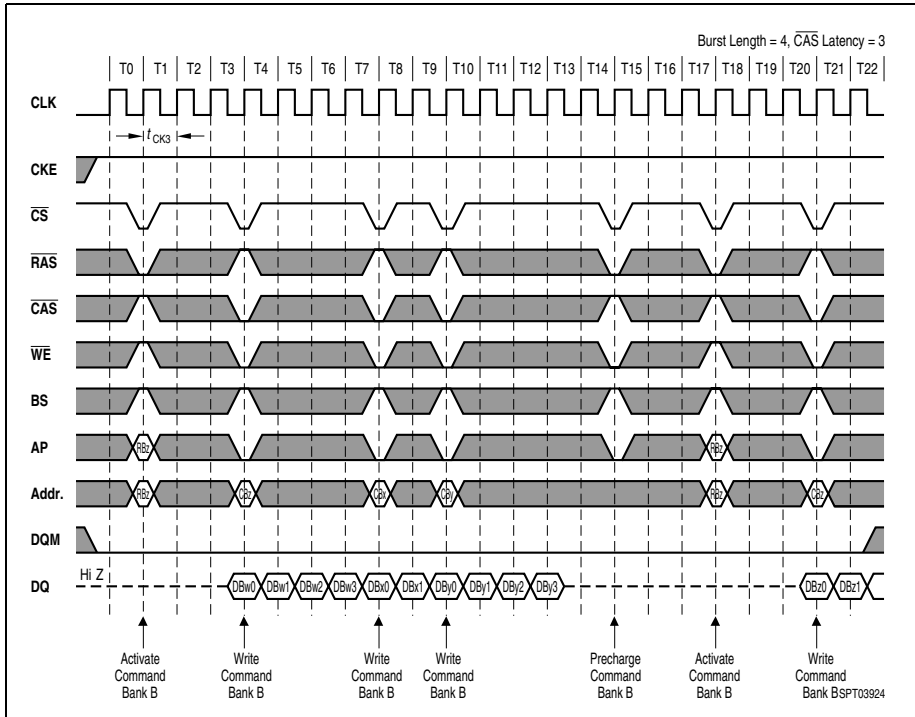 Burst Length = 4, CAS Latency = 3
T0 T1 T2 T3 T4 T5 T6 T7 T8 T9 T10 T11 T12 T13 T14 T15 T16 T17 T18 T19 T20 T21 T22
CLK
t CK3
CKE
CS
RAS
CAS
WE
BS
AP RBz RBz
Addr. RBz CBz CBx CBy RBz CBz
DQM
Hi Z
DQ DBw0 DBw1 DBw2 DBw3 DBx0 DBx1 DBy0 DBy1 DBy2 DBy3 DBz0 DBz1
Activate Write Write Write Precharge Activate Write
Command Command Command Command Command Command Command
Bank B Bank B Bank B Bank B Bank B Bank B Bank B SPT03924